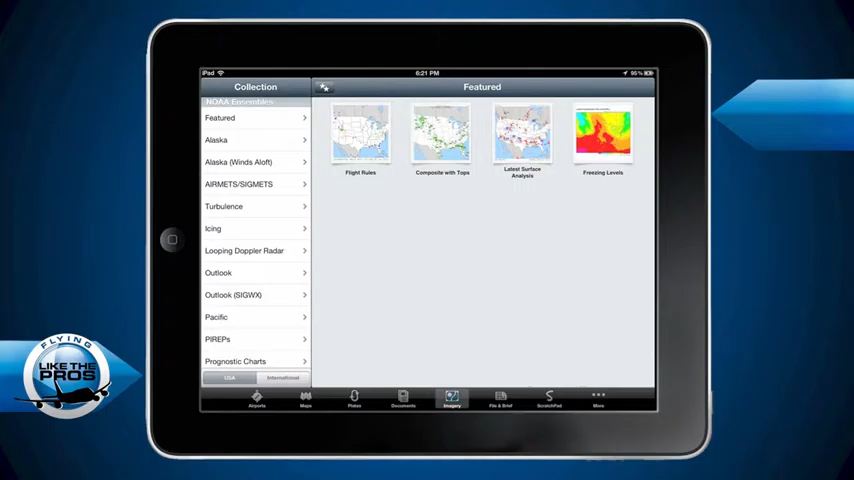 iPad
6:21 PM
95%
Collection
Featured
NOAA Ensembles
Featured
Alaska
Alaska (Winds Aloft)
AIRMETS/SIGMETS
Turbulence
Icing
Looping Doppler Radar
Outlook
Outlook (SIGWX)
Pacific
PIREPs
Prognostic Charts
USA
International
Flight Rules
Composite with Tops
Latest Surface
Analysis
Freezing Levels
Airports
Maps
Plates
Documents
Imagery
File & Brief
ScratchPad
More
FLYING
LIKE THE
PROS